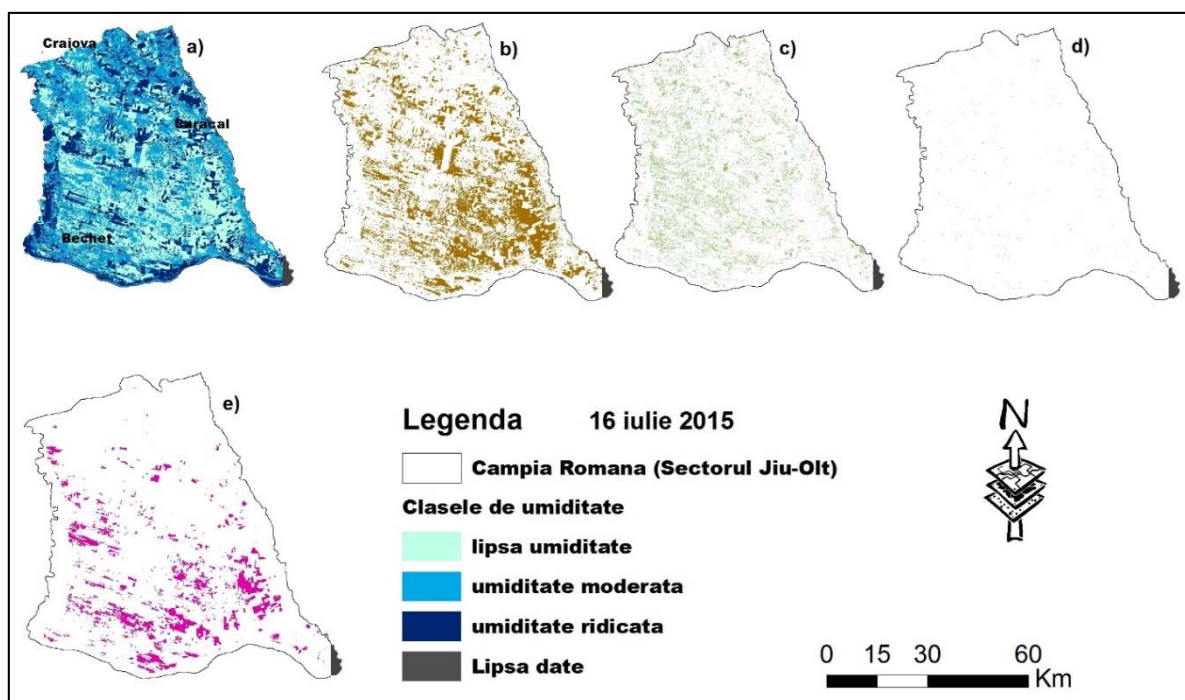 Craiova
a)
b)
c)
d)
Caracal
Bechet
e)
Legenda 16 iulie 2015
N
Campia Romana (Sectorul Jiu-Olt)
Clasele de umiditate
lipsa umiditate
umiditate moderata
umiditate ridicata
Lipsa date
0 15 30 60
Km